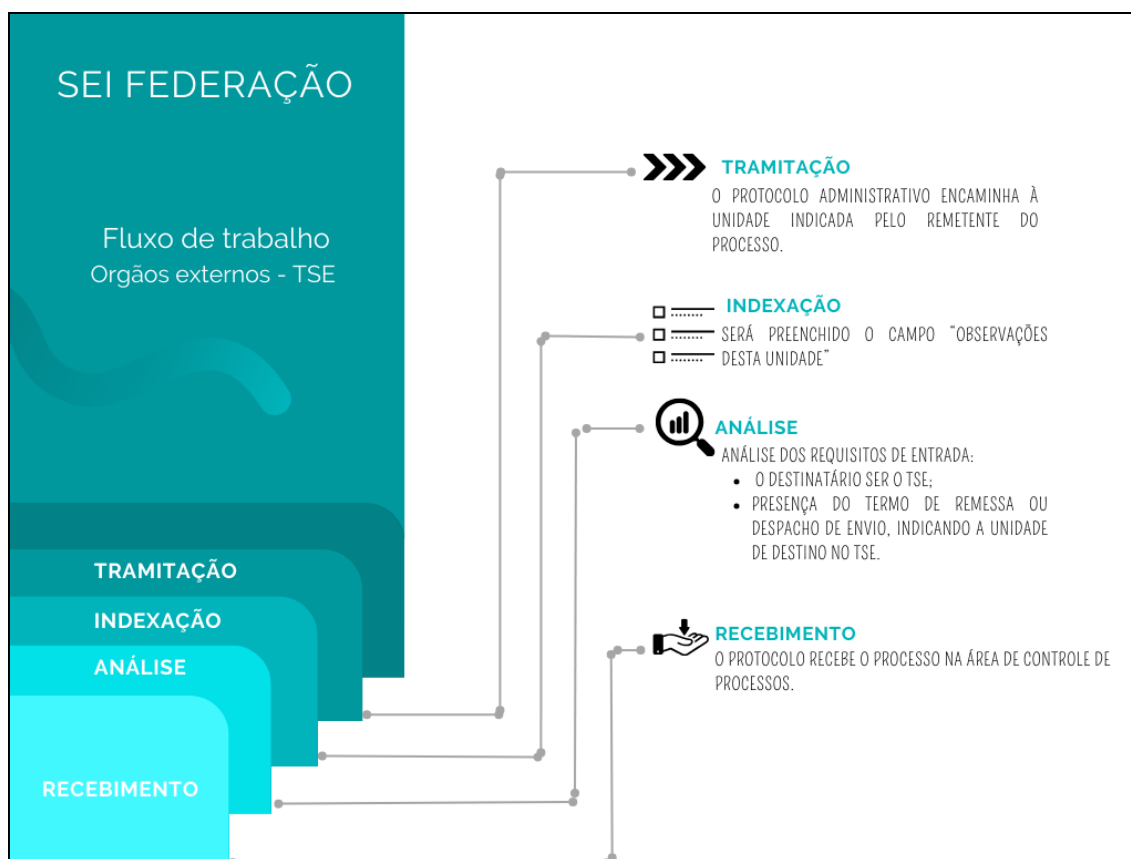 SEI FEDERAÇÃO
Fluxo de trabalho
Orgãos externos - TSE
TRAMITAÇÃO
INDEXAÇÃO
ANÁLISE
RECEBIMENTO
TRAMITAÇÃO
O PROTOCOLO ADMINISTRATIVO ENCAMINHA À
UNIDADE INDICADA PELO REMETENTE DO
PROCESSO.
INDEXAÇÃO
SERÁ PREENCHIDO O CAMPO "OBSERVAÇÕES
DESTA UNIDADE"
ANÁLISE
ANÁLISE DOS REQUISITOS DE ENTRADA:
• O DESTINATÁRIO SER O TSE;
• PRESENÇA DO TERMO DE REMESSA OU
DESPACHO DE ENVIO, INDICANDO A UNIDADE
DE DESTINO NO TSE.
RECEBIMENTO
O PROTOCOLO RECEBE O PROCESSO NA ÁREA DE CONTROLE DE
PROCESSOS.